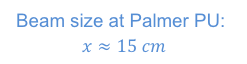 Beam size at Palmer PU:
x ≈ 15 cm